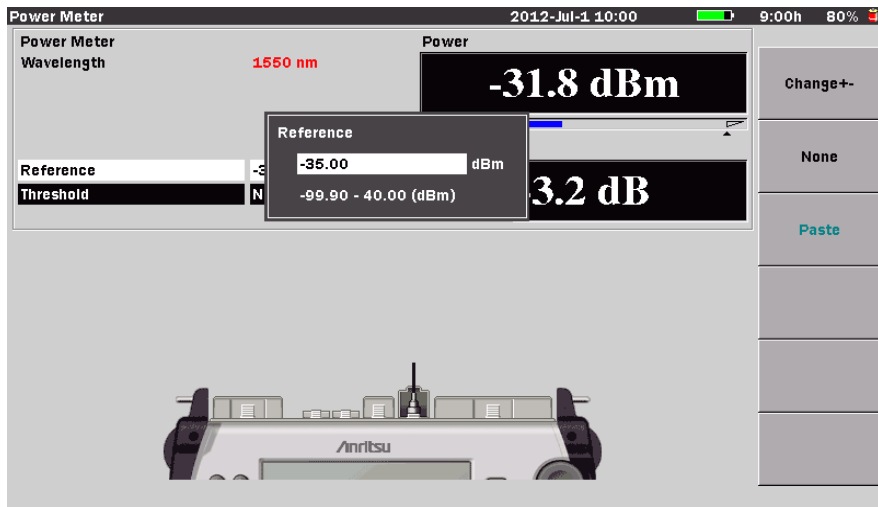 Power Meter 2012-Jul-1 10:00 9:00h 80%
Power Meter
Wavelength 1550 nm
Power
-31.8 dBm
Reference
-35.00 dBm
-99.90 - 40.00 (dBm)
Reference -3
Threshold N
3.2 dB
Change+-
None
Paste
Anritsu